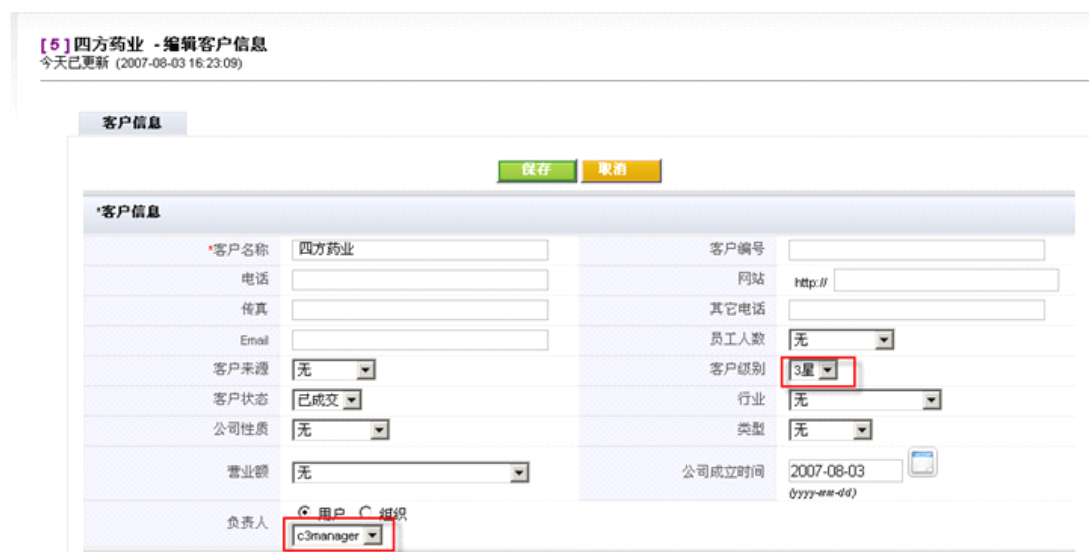 [5]四方药业 -编辑客户信息
今天已更新 (2007-08-03 16:23:09)
客户信息
保存 取消
*客户信息
*客户名称 四方药业 客户编号
电话 网站 http://
传真 其它电话
Email 员工人数 无
客户来源 无 客户级别 3星
客户状态 已成交 行业 无
公司性质 无 类型 无
营业额 无 公司成立时间 2007-08-03
(yyyy-mm-dd)
负责人 用户 组织
c3manager